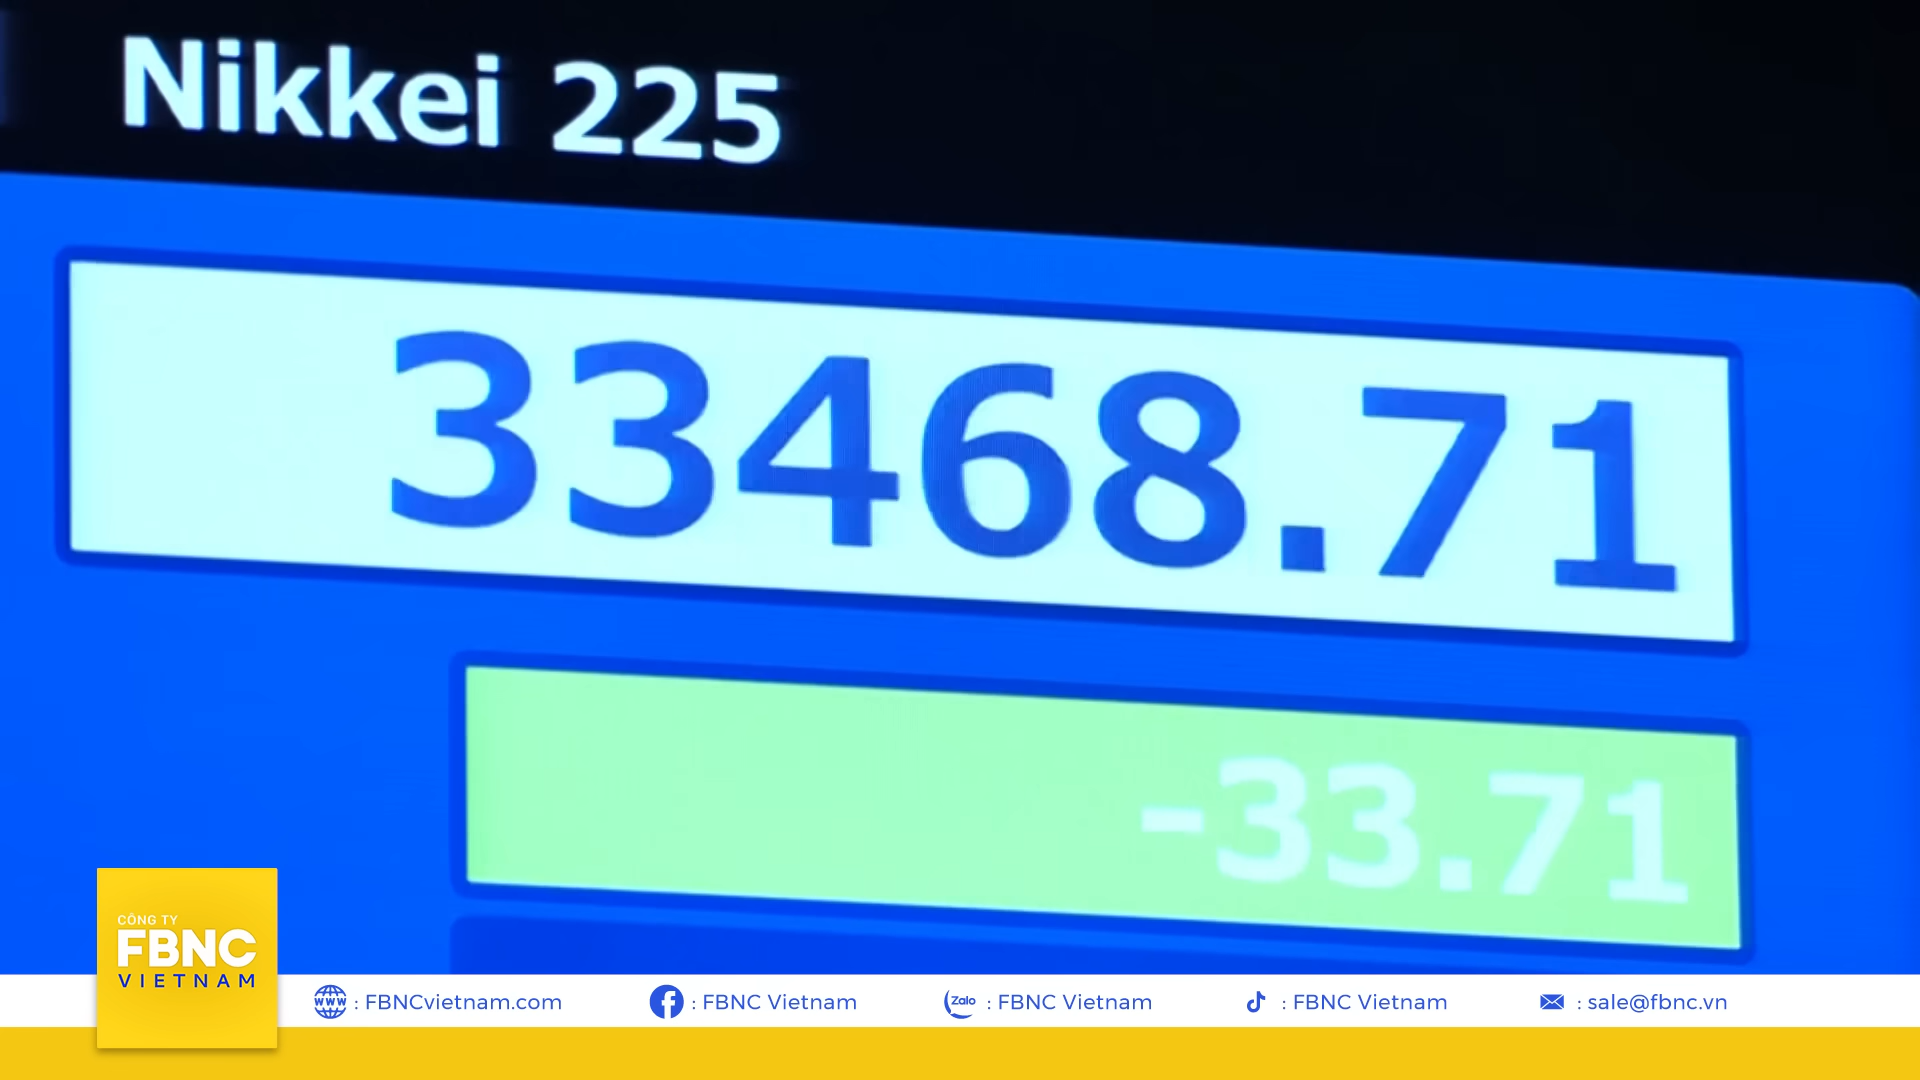 Nikkei 225
33468.71
-33.71
CÔNG TY
FBNC
VIETNAM
www : FBNCvietnam.com
: FBNC Vietnam
Zalo : FBNC Vietnam
: FBNC Vietnam
: sale@fbnc.vn